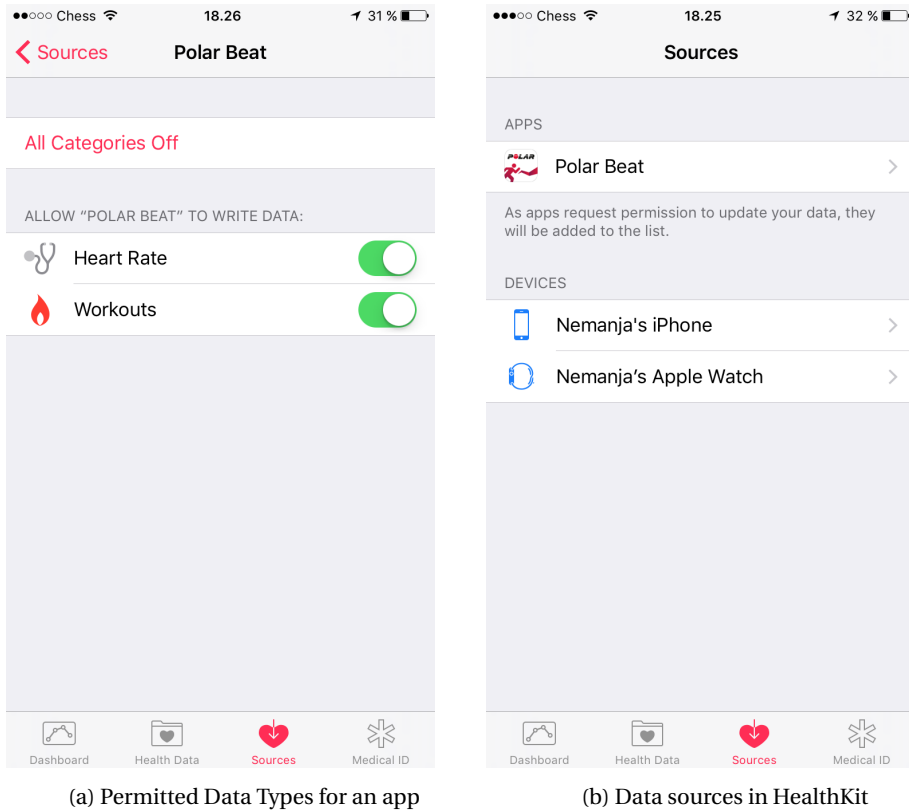 Chess 18.26 31 %
Sources Polar Beat
All Categories Off
ALLOW “POLAR BEAT” TO WRITE DATA:
Heart Rate
Workouts
Dashboard Health Data Sources Medical ID
(a) Permitted Data Types for an app
Chess 18.25 32 %
Sources
APPS
POLAR
Polar Beat
As apps request permission to update your data, they
will be added to the list.
DEVICES
Nemanja's iPhone
Nemanja’s Apple Watch
Dashboard Health Data Sources Medical ID
(b) Data sources in HealthKit